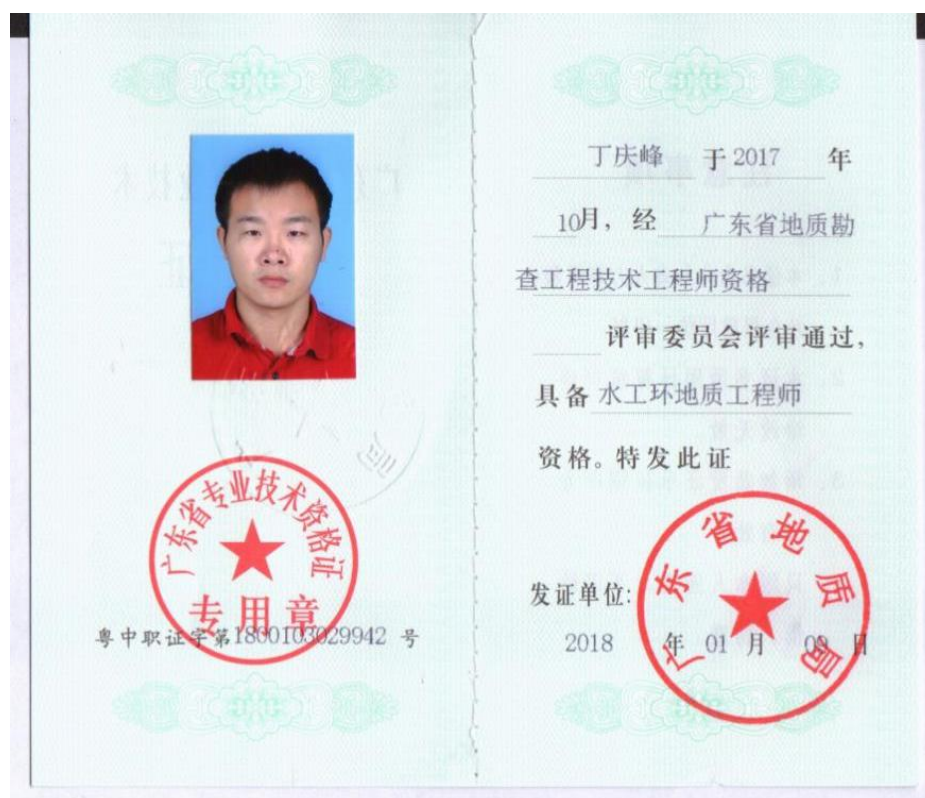 广东省专业技术资格证
专用章
粤中职证字第1800103029942 号
丁庆峰 于 2017 年
10月，经 广东省地质勘
查工程技术工程师资格
评审委员会评审通过，
具备 水工环地质工程师
资格。特发此证
广东省地质局
发证单位:
2018 年 01 月 09 日